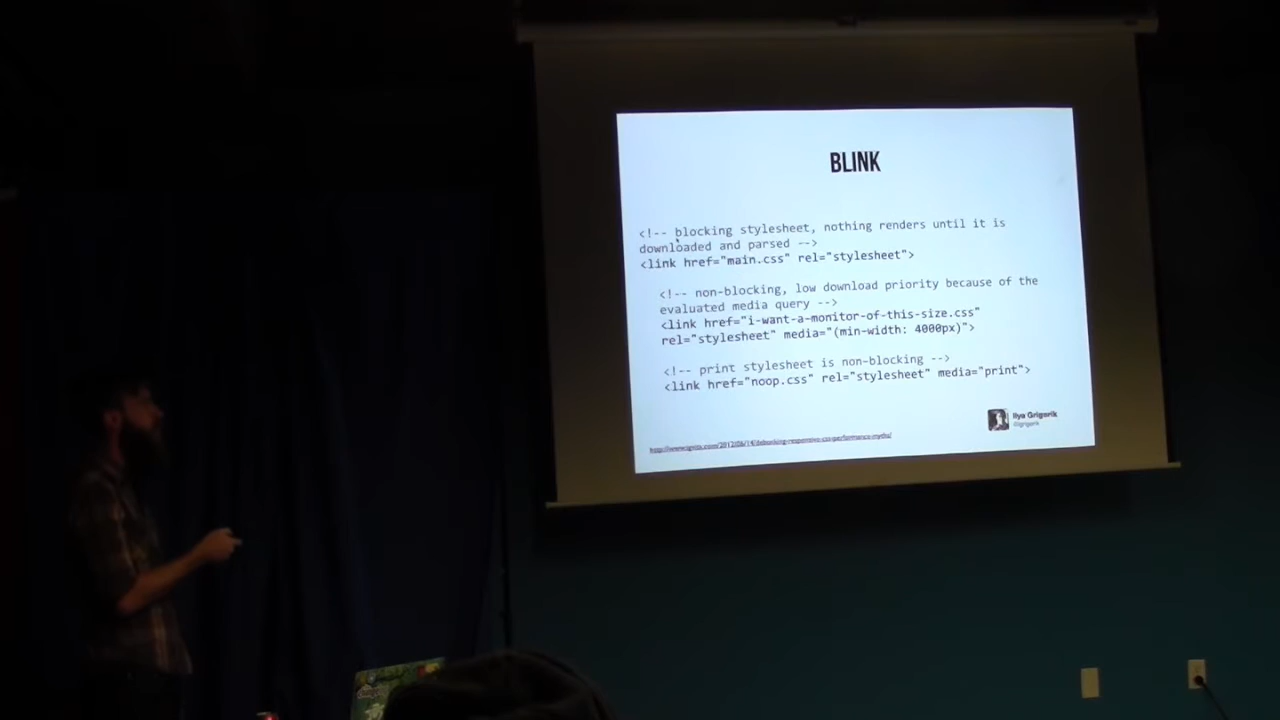 BLINK
<!-- blocking stylesheet, nothing renders until it is
downloaded and parsed -->
<link href="main.css" rel="stylesheet">
<!-- non-blocking, low download priority because of the
evaluated media query -->
<link href="i-want-a-monitor-of-this-size.css"
rel="stylesheet" media="(min-width: 4000px)">
<!-- print stylesheet is non-blocking -->
<link href="noop.css" rel="stylesheet" media="print">
Ilya Grigorik
@igrigorik